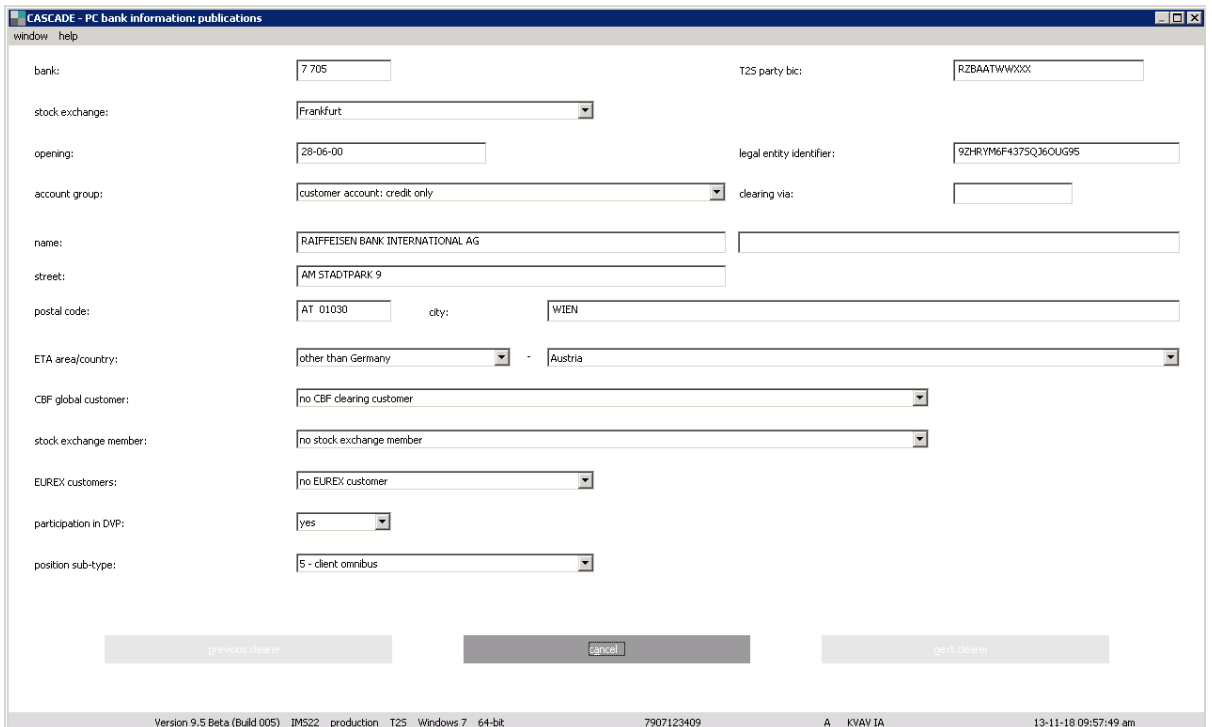 CASCADE - PC bank information: publications
window help
bank: 7 705 T2S party bic: RZBAATWWXXX
stock exchange: Frankfurt
opening: 28-06-00 legal entity identifier: 9ZHRYM6F437SQJ6OUG95
account group: customer account: credit only clearing via:
name: RAIFFEISEN BANK INTERNATIONAL AG
street: AM STADTPARK 9
postal code: AT 01030 city: WIEN
ETA area/country: other than Germany - Austria
CBF global customer: no CBF clearing customer
stock exchange member: no stock exchange member
EUREX customers: no EUREX customer
participation in DVP: yes
position sub-type: 5 - client omnibus
previous clearer cancel next clearer
Version 9.5 Beta (Build 005) IMS22 production T2S Windows 7 64-bit 7907123409 A KVAV IA 13-11-18 09:57:49 am